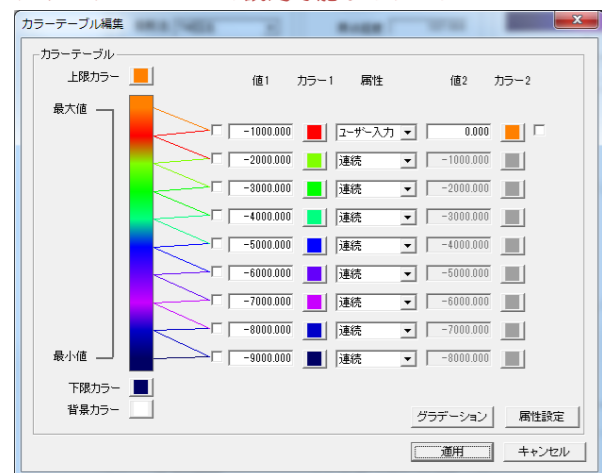 カラーテーブル編集
カラーテーブル
上限カラー 値1 カラー1 属性 値2 カラー2
最大値
-1000.000 ユーザー入力 0.000
-2000.000 連続 -1000.000
-3000.000 連続 -2000.000
-4000.000 連続 -3000.000
-5000.000 連続 -4000.000
-6000.000 連続 -5000.000
-7000.000 連続 -6000.000
-8000.000 連続 -7000.000
最小値 -9000.000 連続 -8000.000
下限カラー
背景カラー
グラデーション 属性設定
適用 キャンセル